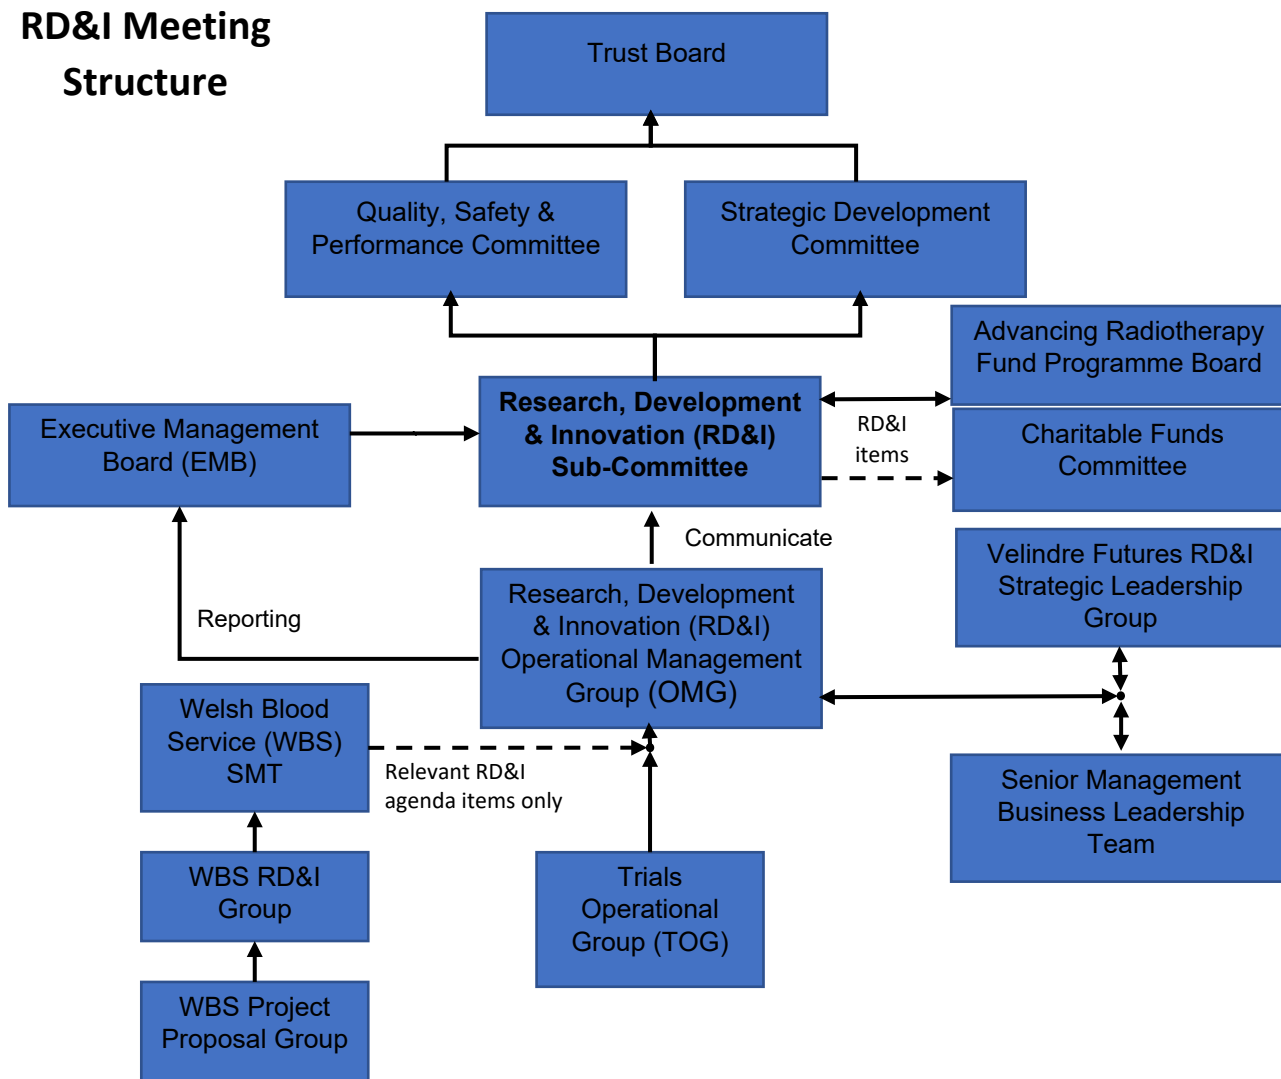 RD&I Meeting
Structure
Trust Board
Quality, Safety &
Performance Committee
Strategic Development
Committee
Advancing Radiotherapy
Fund Programme Board
Executive Management
Board (EMB)
Research, Development
& Innovation (RD&I)
Sub-Committee
RD&I
items
Charitable Funds
Committee
Communicate
Reporting
Research, Development
& Innovation (RD&I)
Operational Management
Group (OMG)
Velindre Futures RD&I
Strategic Leadership
Group
Welsh Blood
Service (WBS)
SMT
Relevant RD&I
agenda items only
Senior Management
Business Leadership
Team
WBS RD&I
Group
Trials
Operational
Group (TOG)
WBS Project
Proposal Group